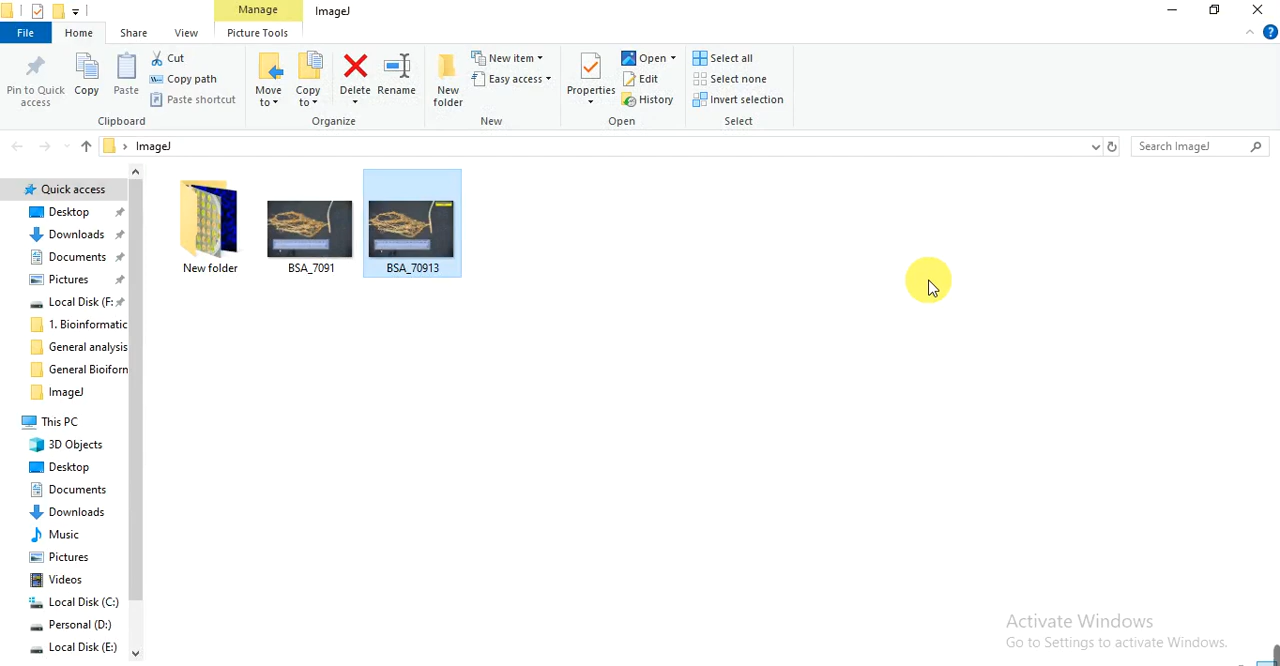 Manage ImageJ
File Home Share View Picture Tools
Pin to Quick access
Copy
Paste
Cut
Copy path
Paste shortcut
Clipboard
Move to
Copy to
Delete
Rename
Organize
New folder
New item
Easy access
New
Properties
Open
Edit
History
Open
Select all
Select none
Invert selection
Select
ImageJ
Search ImageJ
Quick access
Desktop
Downloads
Documents
Pictures
Local Disk (F:
1. Bioinformatic
General analysis
General Bioiforn
ImageJ
This PC
3D Objects
Desktop
Documents
Downloads
Music
Pictures
Videos
Local Disk (C:)
Personal (D:)
Local Disk (E:)
New folder
BSA_7091
BSA_70913
Activate Windows
Go to Settings to activate Windows.